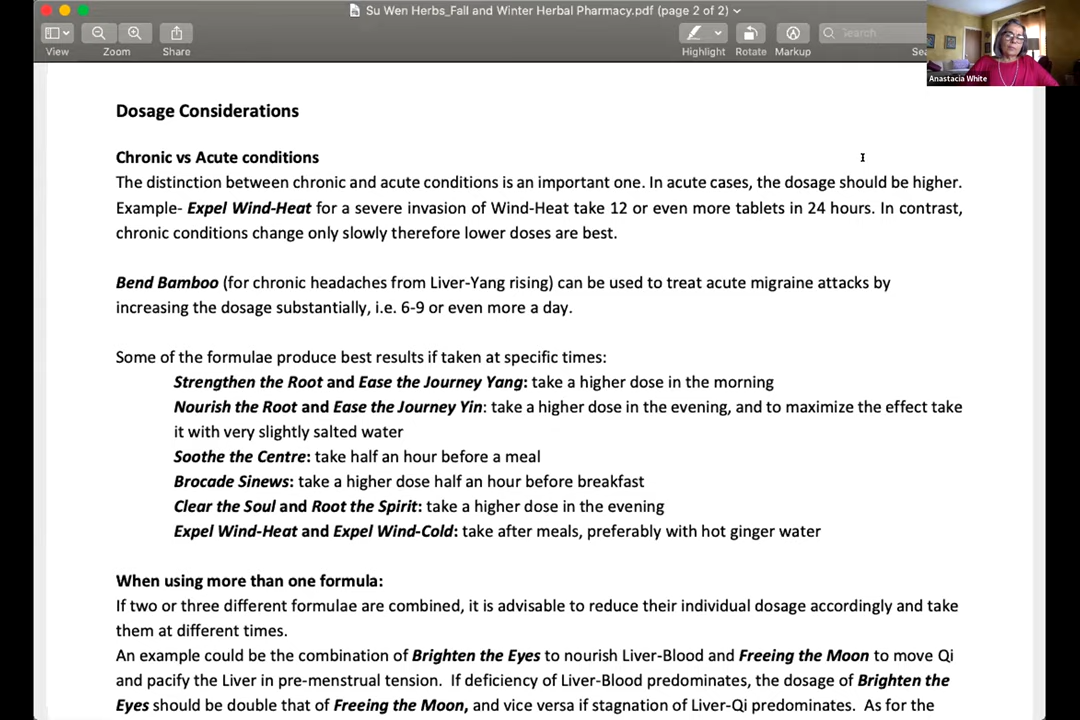 Su Wen Herbs_Fall and Winter Herbal Pharmacy.pdf (page 2 of 2)
View
Zoom
Share
Highlight
Rotate
Markup
Search
Anastacia White
Dosage Considerations
Chronic vs Acute conditions
The distinction between chronic and acute conditions is an important one. In acute cases, the dosage should be higher.
Example- Expel Wind-Heat for a severe invasion of Wind-Heat take 12 or even more tablets in 24 hours. In contrast,
chronic conditions change only slowly therefore lower doses are best.
Bend Bamboo (for chronic headaches from Liver-Yang rising) can be used to treat acute migraine attacks by
increasing the dosage substantially, i.e. 6-9 or even more a day.
Some of the formulae produce best results if taken at specific times:
Strengthen the Root and Ease the Journey Yang: take a higher dose in the morning
Nourish the Root and Ease the Journey Yin: take a higher dose in the evening, and to maximize the effect take
it with very slightly salted water
Soothe the Centre: take half an hour before a meal
Brocade Sinews: take a higher dose half an hour before breakfast
Clear the Soul and Root the Spirit: take a higher dose in the evening
Expel Wind-Heat and Expel Wind-Cold: take after meals, preferably with hot ginger water
When using more than one formula:
If two or three different formulae are combined, it is advisable to reduce their individual dosage accordingly and take
them at different times.
An example could be the combination of Brighten the Eyes to nourish Liver-Blood and Freeing the Moon to move Qi
and pacify the Liver in pre-menstrual tension.  If deficiency of Liver-Blood predominates, the dosage of Brighten the
Eyes should be double that of Freeing the Moon, and vice versa if stagnation of Liver-Qi predominates.  As for the